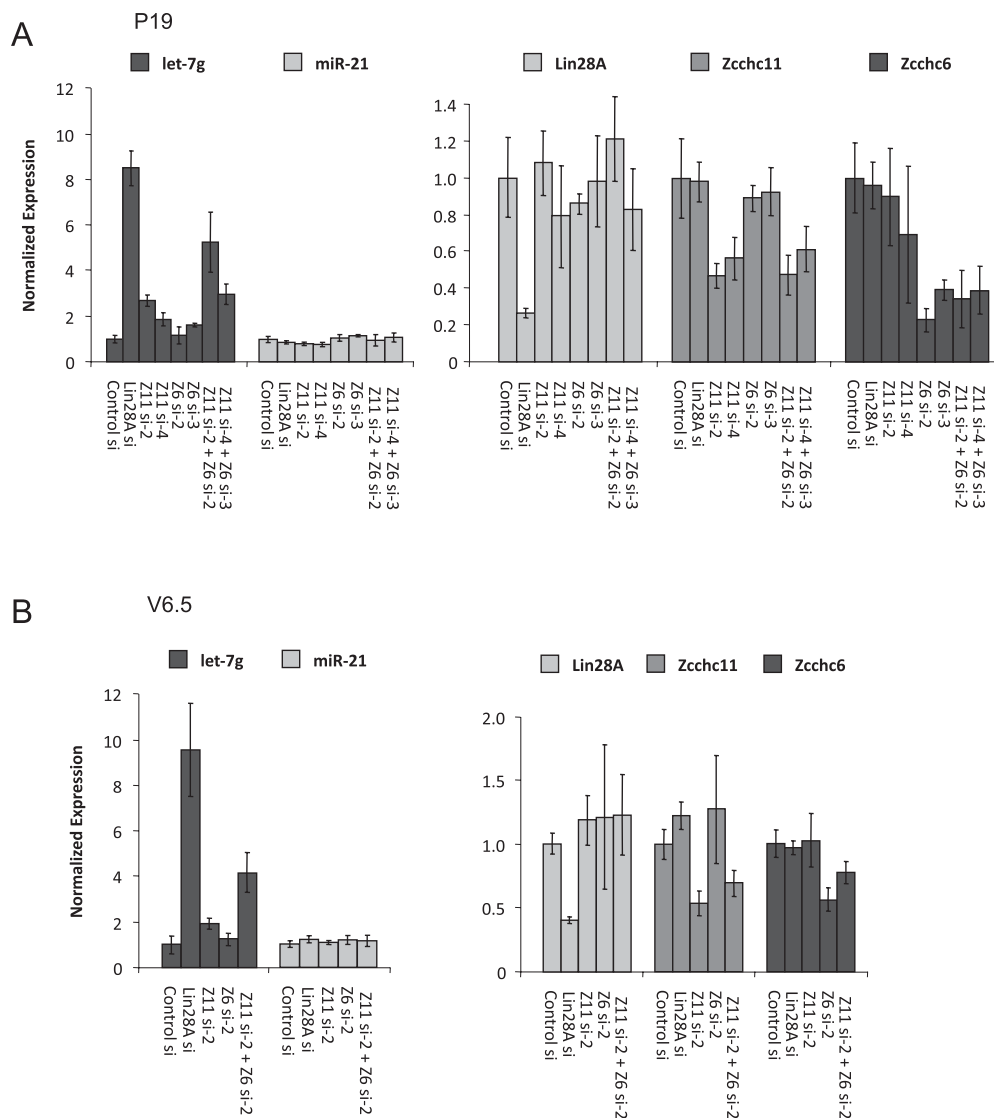 A
P19
let-7g
miR-21
Lin28A
Zcchc11
Zcchc6
Normalized Expression
12
10
8
6
4
2
0
Control si
Lin28A si
Z11 si-2
Z11 si-4
Z6 si-2
Z6 si-3
Z11 si-2 + Z6 si-2
Z11 si-4 + Z6 si-3
Control si
Lin28A si
Z11 si-2
Z11 si-4
Z6 si-2
Z6 si-3
Z11 si-2 + Z6 si-2
Z11 si-4 + Z6 si-3
1.4
1.2
1.0
0.8
0.6
0.4
0.2
0
Control si
Lin28A si
Z11 si-2
Z11 si-4
Z6 si-2
Z6 si-3
Z11 si-2 + Z6 si-2
Z11 si-4 + Z6 si-3
Control si
Lin28A si
Z11 si-2
Z11 si-4
Z6 si-2
Z6 si-3
Z11 si-2 + Z6 si-2
Z11 si-4 + Z6 si-3
Control si
Lin28A si
Z11 si-2
Z11 si-4
Z6 si-2
Z6 si-3
Z11 si-2 + Z6 si-2
Z11 si-4 + Z6 si-3
B
V6.5
let-7g
miR-21
Lin28A
Zcchc11
Zcchc6
Normalized Expression
12
10
8
6
4
2
0
Control si
Lin28A si
Z11 si-2
Z6 si-2
Z11 si-2 + Z6 si-2
Control si
Lin28A si
Z11 si-2
Z6 si-2
Z11 si-2 + Z6 si-2
2.0
1.5
1.0
0.5
0
Control si
Lin28A si
Z11 si-2
Z6 si-2
Z11 si-2 + Z6 si-2
Control si
Lin28A si
Z11 si-2
Z6 si-2
Z11 si-2 + Z6 si-2
Control si
Lin28A si
Z11 si-2
Z6 si-2
Z11 si-2 + Z6 si-2